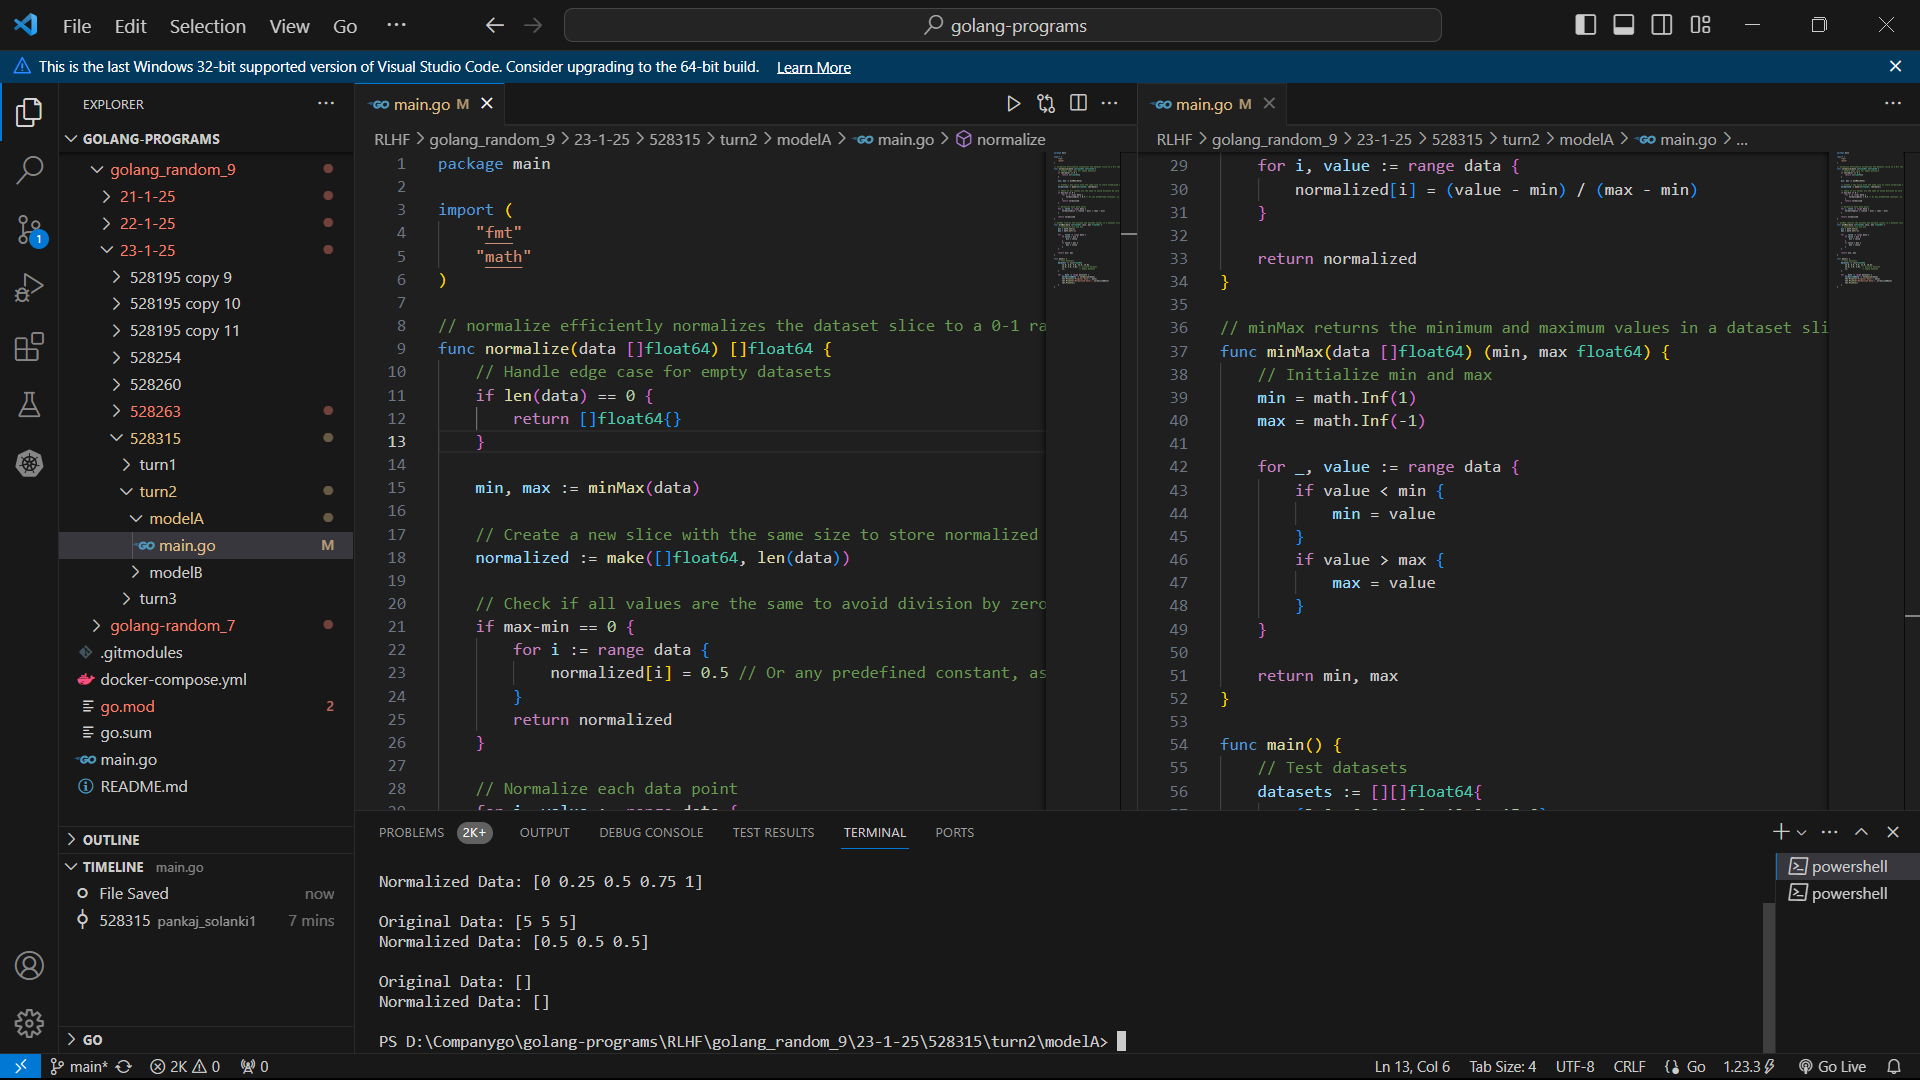 File Edit Selection View Go ···
golang-programs
This is the last Windows 32-bit supported version of Visual Studio Code. Consider upgrading to the 64-bit build. Learn More
EXPLORER
GOLANG-PROGRAMS
golang_random_9
21-1-25
22-1-25
23-1-25
528195 copy 9
528195 copy 10
528195 copy 11
528254
528260
528263
528315
turn1
turn2
modelA
main.go M
modelB
turn3
golang-random_7
.gitmodules
docker-compose.yml
go.mod 2
go.sum
main.go
README.md
OUTLINE
TIMELINE main.go
File Saved now
528315 pankaj_solanki1 7 mins
GO
1
main.go M
RLHF > golang_random_9 > 23-1-25 > 528315 > turn2 > modelA > main.go > normalize
1 package main
2
3 import (
4 "fmt"
5 "math"
6 )
7
8 // normalize efficiently normalizes the dataset slice to a 0-1 ra
9 func normalize(data []float64) []float64 {
10 // Handle edge case for empty datasets
11 if len(data) == 0 {
12 return []float64{}
13 }
14
15 min, max := minMax(data)
16
17 // Create a new slice with the same size to store normalized
18 normalized := make([]float64, len(data))
19
20 // Check if all values are the same to avoid division by zero
21 if max-min == 0 {
22 for i := range data {
23 normalized[i] = 0.5 // Or any predefined constant, as
24 }
25 return normalized
26 }
27
28 // Normalize each data point
main.go M
RLHF > golang_random_9 > 23-1-25 > 528315 > turn2 > modelA > main.go > ...
29 for i, value := range data {
30 normalized[i] = (value - min) / (max - min)
31 }
32
33 return normalized
34 }
35
36 // minMax returns the minimum and maximum values in a dataset sli
37 func minMax(data []float64) (min, max float64) {
38 // Initialize min and max
39 min = math.Inf(1)
40 max = math.Inf(-1)
41
42 for _, value := range data {
43 if value < min {
44 min = value
45 }
46 if value > max {
47 max = value
48 }
49 }
50
51 return min, max
52 }
53
54 func main() {
55 // Test datasets
56 datasets := [][]float64{
PROBLEMS 2K+ OUTPUT DEBUG CONSOLE TEST RESULTS TERMINAL PORTS
Normalized Data: [0 0.25 0.5 0.75 1]
Original Data: [5 5 5]
Normalized Data: [0.5 0.5 0.5]
Original Data: []
Normalized Data: []
PS D:\Companygo\golang-programs\RLHF\golang_random_9\23-1-25\528315\turn2\modelA>
powershell
powershell
main* 2K 0 0 Ln 13, Col 6 Tab Size: 4 UTF-8 CRLF Go 1.23.3 Go Live